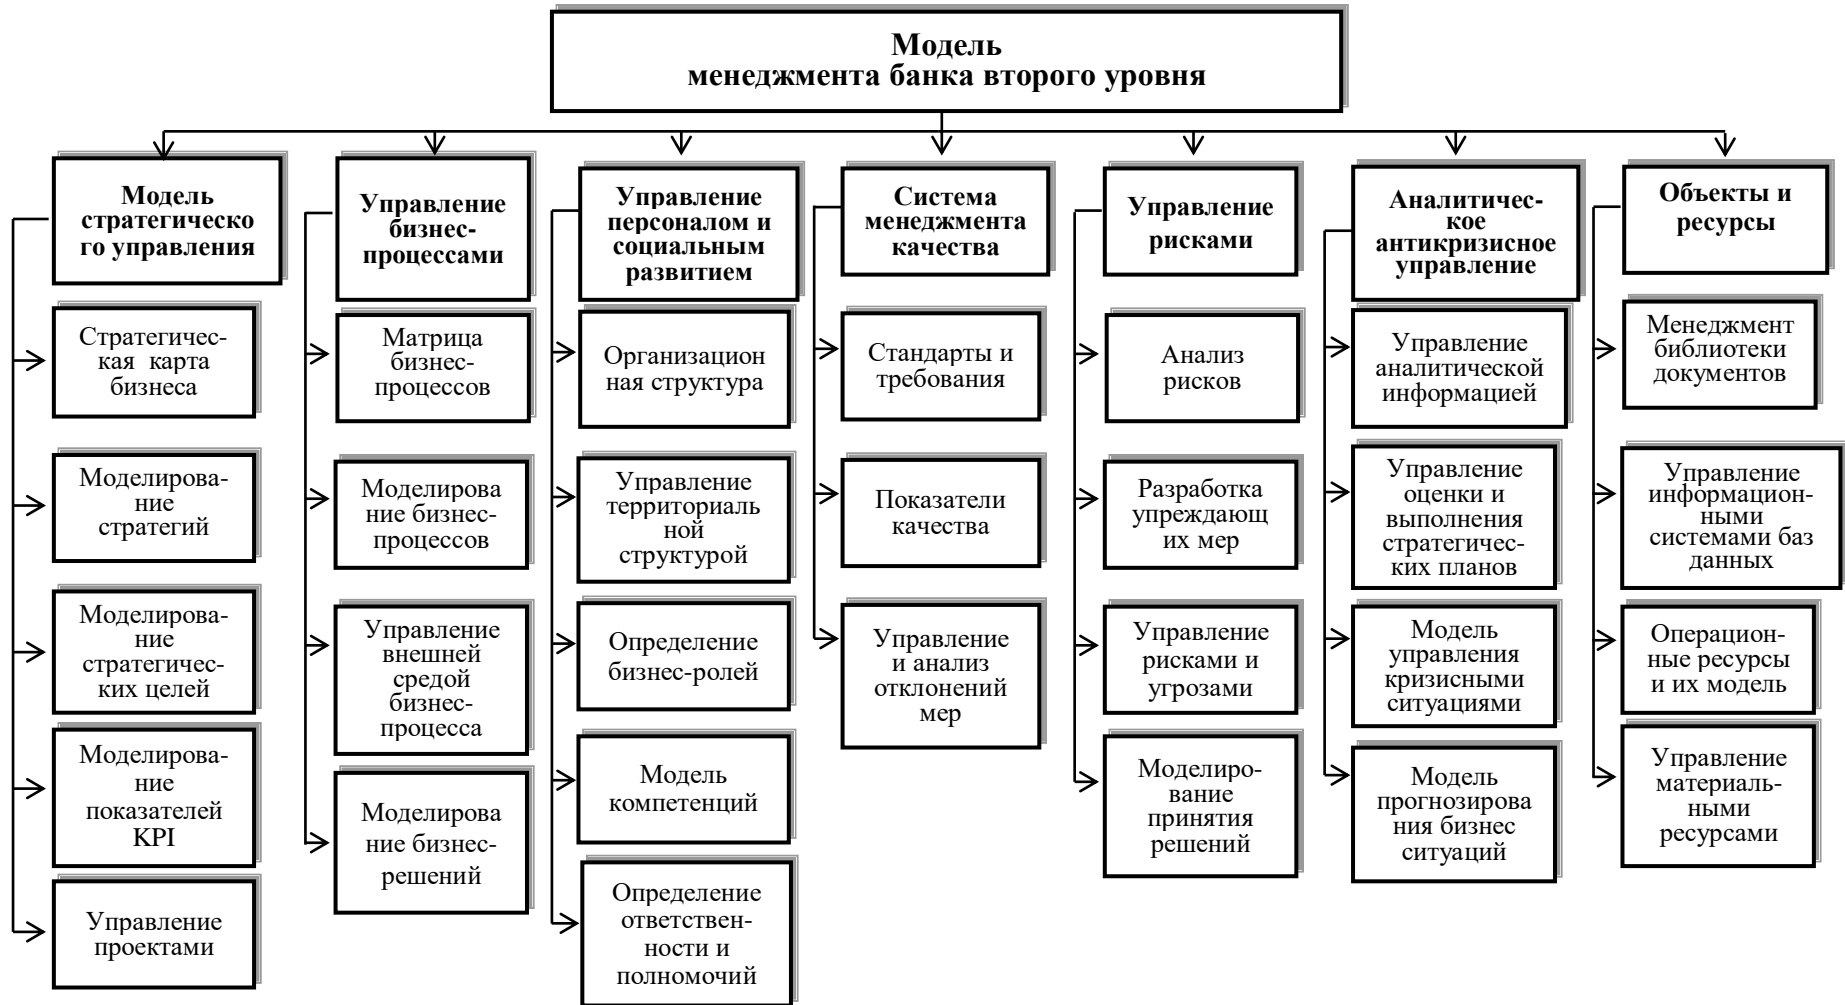 Модель
менеджмента банка второго уровня
Модель
стратегическо
го управления
Стратегичес-
кая карта
бизнеса
Моделирова-
ние
стратегий
Моделирова-
ние
стратегичес-
ких целей
Моделирова-
ние
показателей
KPI
Управление
проектами
Управление
бизнес-
процессами
Матрица
бизнес-
процессов
Моделирова
ние бизнес-
процессов
Управление
внешней
средой
бизнес-
процесса
Моделирова
ние бизнес-
решений
Управление
персоналом и
социальным
развитием
Организацион
ная структура
Управление
территориаль
ной
структурой
Определение
бизнес-ролей
Модель
компетенций
Определение
ответствен-
ности и
полномочий
Система
менеджмента
качества
Стандарты и
требования
Показатели
качества
Управление
и анализ
отклонений
мер
Управление
рисками
Анализ
рисков
Разработка
упреждающ
их мер
Управление
рисками и
угрозами
Моделиро-
вание
принятия
решений
Аналитичес-
кое
антикризисное
управление
Управление
аналитической
информацией
Управление
оценки и
выполнения
стратегичес-
ких планов
Модель
управления
кризисными
ситуациями
Модель
прогнозирова
ния бизнес
ситуаций
Объекты и
ресурсы
Менеджмент
библиотеки
документов
Управление
информацион-
ными
системами баз
данных
Операцион-
ные ресурсы
и их модель
Управление
материаль-
ными
ресурсами